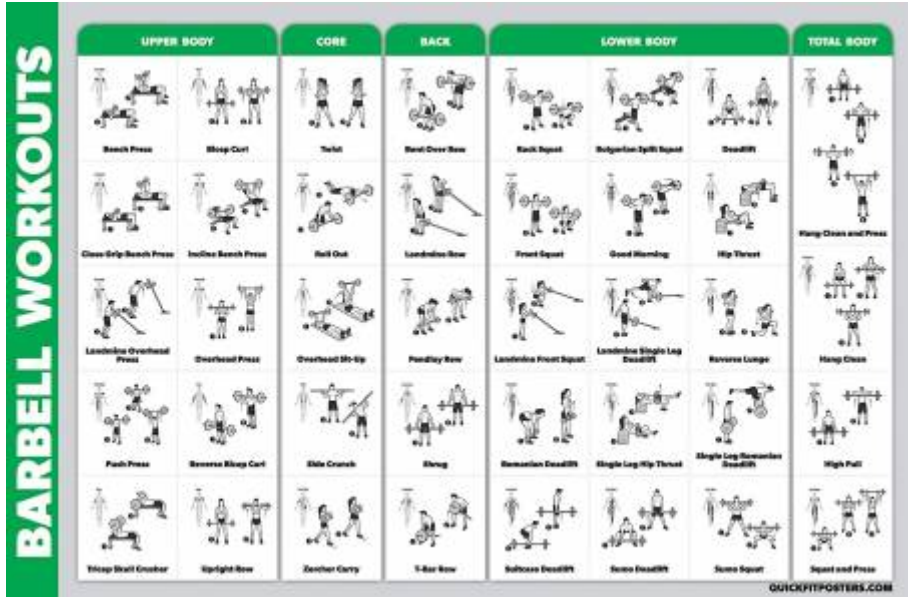 BARBELL WORKOUTS
UPPER BODY
CORE
BACK
LOWER BODY
TOTAL BODY
Bench Press
Bicep Curl
Twist
Bent Over Row
Back Squat
Bulgarian Split Squat
Deadlift
Close Grip Bench Press
Incline Bench Press
Roll Out
Landmine Row
Front Squat
Good Morning
Hip Thrust
Hang Clean and Press
Landmine Overhead
Press
Overhead Press
Overhead Sit-Up
Pendlay Row
Landmine Front Squat
Landmine Single Leg
Deadlift
Reverse Lunge
Hang Clean
Push Press
Reverse Bicep Curl
Side Crunch
Shrug
Romanian Deadlift
Single Leg Hip Thrust
Single Leg Romanian
Deadlift
High Pull
Tricep Skull Crusher
Upright Row
Zercher Carry
T-Bar Row
Suitcase Deadlift
Sumo Deadlift
Sumo Squat
Squat and Press
QUICKFITPOSTERS.COM